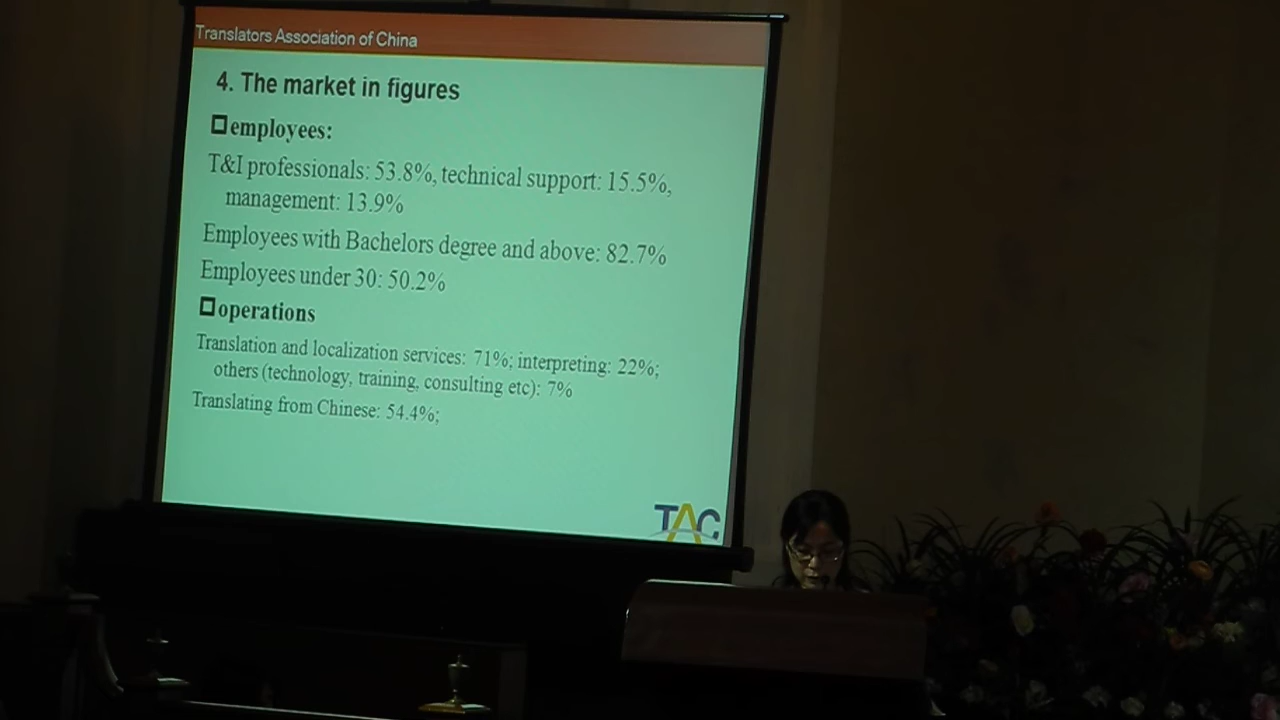 Translators Association of China
4. The market in figures
employees:
T&I professionals: 53.8%, technical support: 15.5%,
management: 13.9%
Employees with Bachelors degree and above: 82.7%
Employees under 30: 50.2%
operations
Translation and localization services: 71%; interpreting: 22%;
others (technology, training, consulting etc): 7%
Translating from Chinese: 54.4%;
TAC